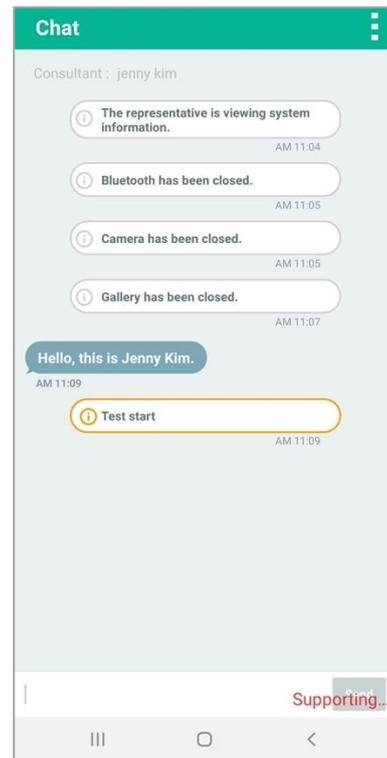 Chat
Consultant : jenny kim
The representative is viewing system
information.
AM 11:04
Bluetooth has been closed.
AM 11:05
Camera has been closed.
AM 11:05
Gallery has been closed.
AM 11:07
Hello, this is Jenny Kim.
AM 11:09
Test start
AM 11:09
Send
Supporting...